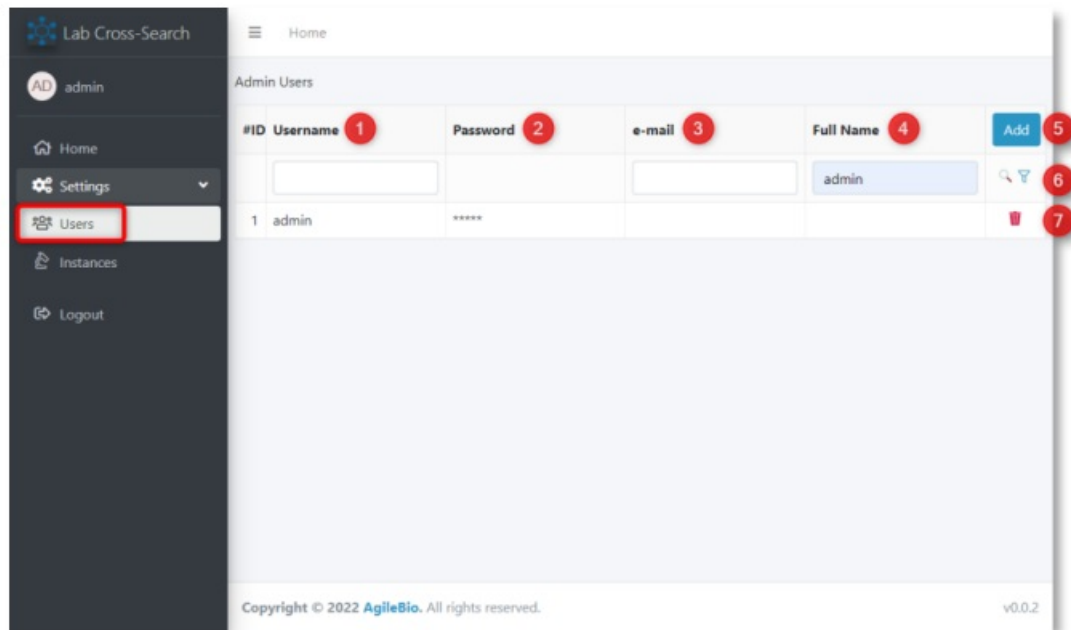 Lab Cross-Search
Home
AD admin
Admin Users
#ID Username 1 Password 2 e-mail 3 Full Name 4 Add 5
Home
admin 6
Settings
1 admin ***** 7
Users
Instances
Logout
Copyright © 2022 AgileBio. All rights reserved. v0.0.2